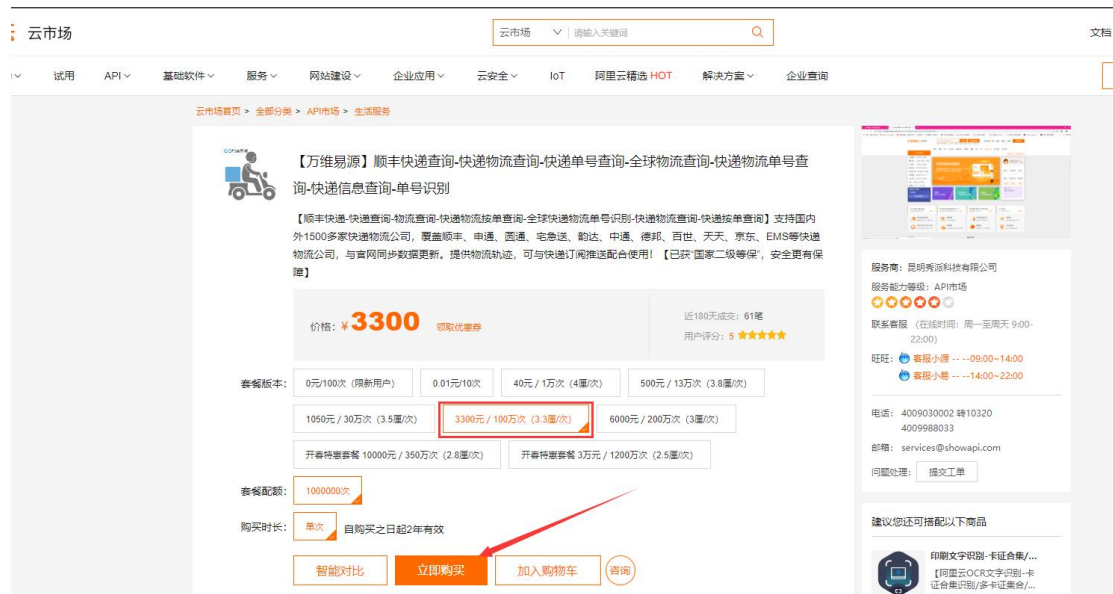 云市场
云市场
请输入关键词
文档
试用 API 基础软件 服务 网站建设 企业应用 云安全 IoT 阿里云精选 HOT 解决方案 企业查询
云市场首页 > 全部分类 > API市场 > 生活服务
【万维易源】顺丰快递查询-快递物流查询-快递单号查询-全球物流查询-快递物流单号查
询-快递信息查询-单号识别
【顺丰快递-快递查询-物流查询-快递物流按单查询-全球快递物流单号识别-快递物流查询-快递按单查询】支持国内
外1500多家快递物流公司，覆盖顺丰、申通、圆通、宅急送、韵达、中通、德邦、百世、天天、京东、EMS等快递
物流公司，与官网同步数据更新。提供物流轨迹，可与快递订阅推送配合使用！【已获“国家二级等保”，安全更有保
障】
价格: ¥ 3300 领取优惠券
近180天成交: 61笔
用户评分: 5
套餐版本:
0元/100次（限新用户） 0.01元/10次 40元 / 1万次（4厘/次） 500元 / 13万次（3.8厘/次）
1050元 / 30万次（3.5厘/次） 3300元 / 100万次（3.3厘/次） 6000元 / 200万次（3厘/次）
开春特惠套餐 10000元 / 350万次（2.8厘/次） 开春特惠套餐 3万元 / 1200万次（2.5厘/次）
套餐配额: 1000000次
购买时长: 单次 自购买之日起2年有效
智能对比 立即购买 加入购物车 咨询
服务商: 昆明秀派科技有限公司
服务能力等级: API市场
联系客服 （在线时间: 周一至周天 9:00-
22:00)
旺旺: 客服小源 -- --09:00~14:00
客服小易 -- --14:00~22:00
电话: 4009030002 转10320
4009988033
邮箱: services@showapi.com
问题处理: 提交工单
建议您还可搭配以下商品
印刷文字识别-卡证合集/...
【阿里云OCR文字识别-卡
证合集识别/多卡证集合/...